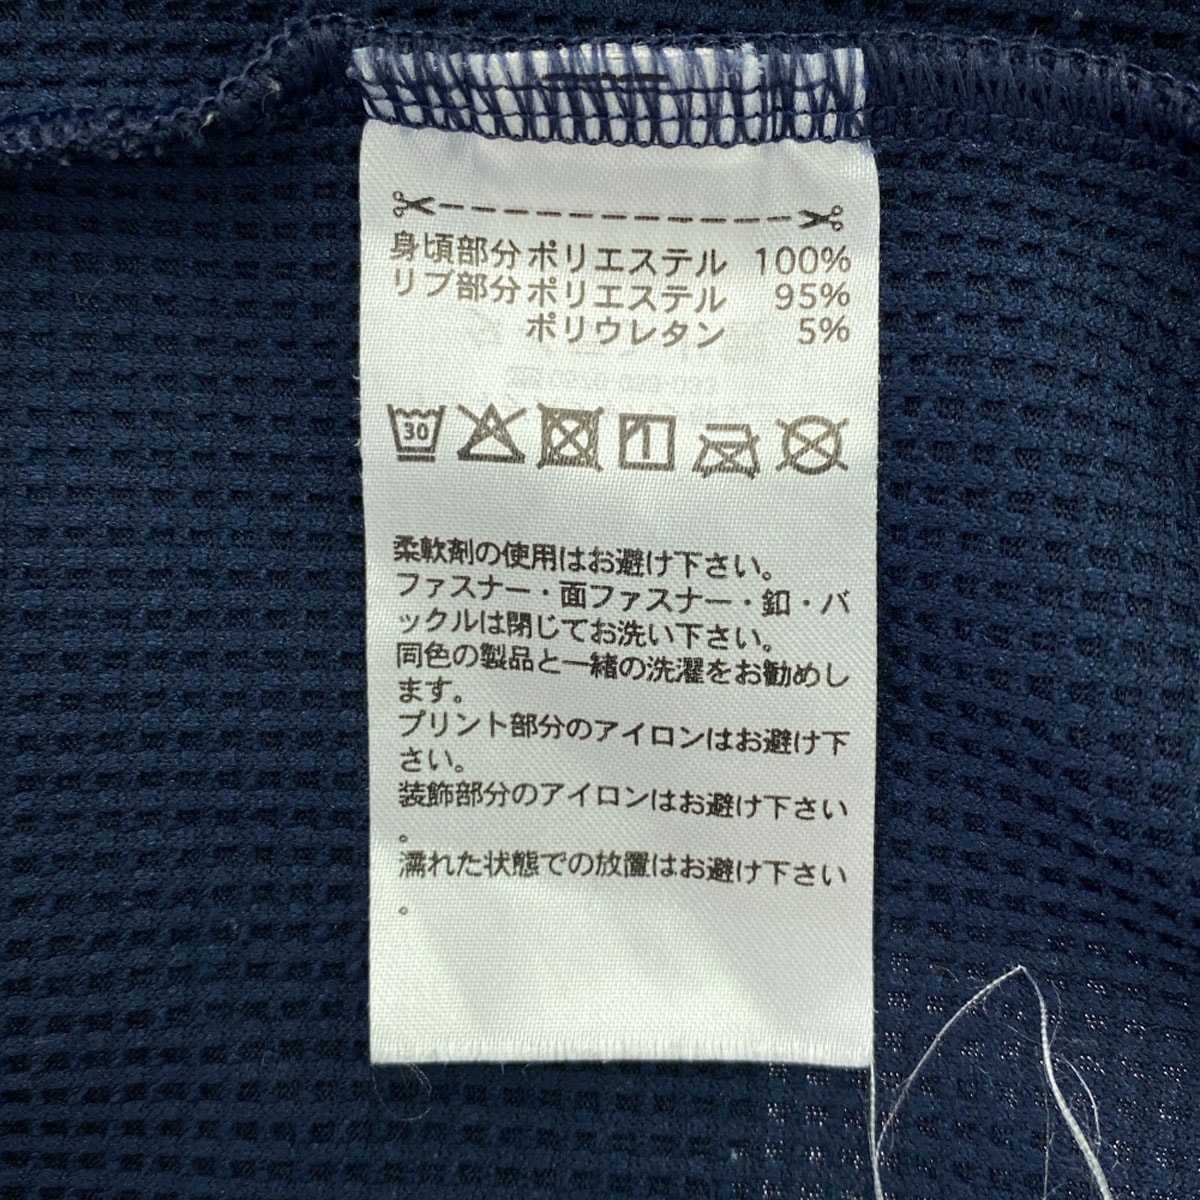 身頃部分ポリエステル 100%
リブ部分ポリエステル 95%
ポリウレタン 5%
30
柔軟剤の使用はお避け下さい。
ファスナー・面ファスナー・釦・バ
ックルは閉じてお洗い下さい。
同色の製品と一緒の洗濯をお勧めし
ます。
プリント部分のアイロンはお避け下
さい。
装飾部分のアイロンはお避け下さい
。
濡れた状態での放置はお避け下さい
。